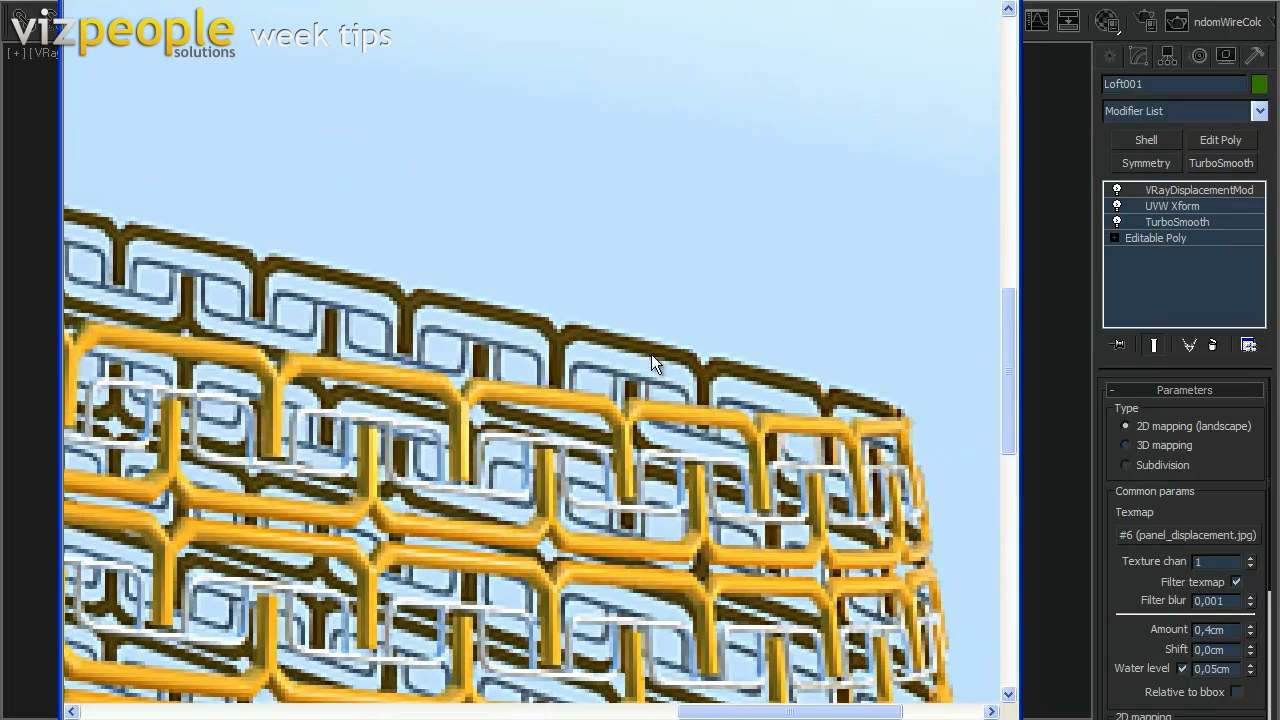 vizpeople week tips
solutions
[ + ] [ VRa
ndomWireCold
Loft001
Modifier List
Shell Edit Poly
Symmetry TurboSmooth
VRayDisplacementMod
UVW Xform
TurboSmooth
Editable Poly
Parameters
Type
2D mapping (landscape)
3D mapping
Subdivision
Common params
Texmap
#6 (panel_displacement.jpg)
Texture chan 1
Filter texmap
Filter blur 0,001
Amount 0,4cm
Shift 0,0cm
Water level 0,05cm
Relative to bbox
2D mapping